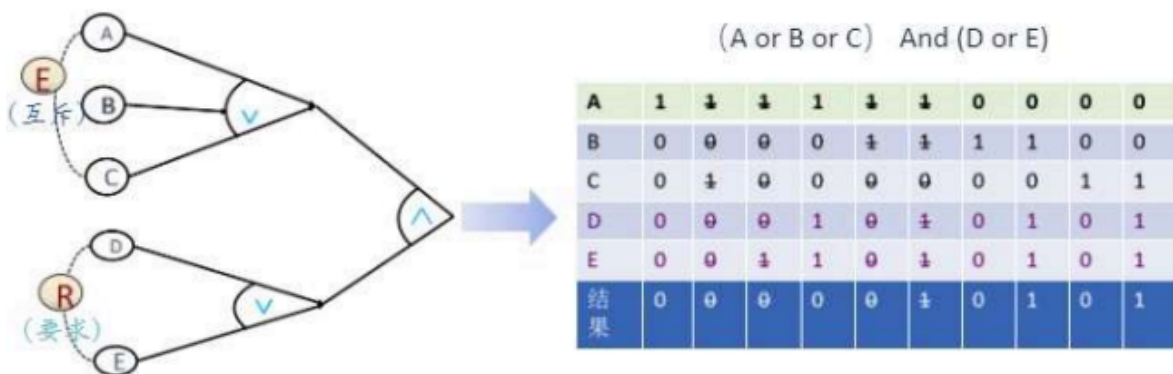 (A or B or C) And (D or E)
A
E
(互斥)
B
∨
C
∧
D
R
(要求)
∨
E
A 1 1 1 1 1 1 0 0 0 0
B 0 0 0 0 1 1 1 1 0 0
C 0 1 0 0 0 0 0 0 1 1
D 0 0 0 1 0 1 0 1 0 1
E 0 0 1 1 0 1 0 1 0 1
结果 0 0 0 0 0 1 0 1 0 1